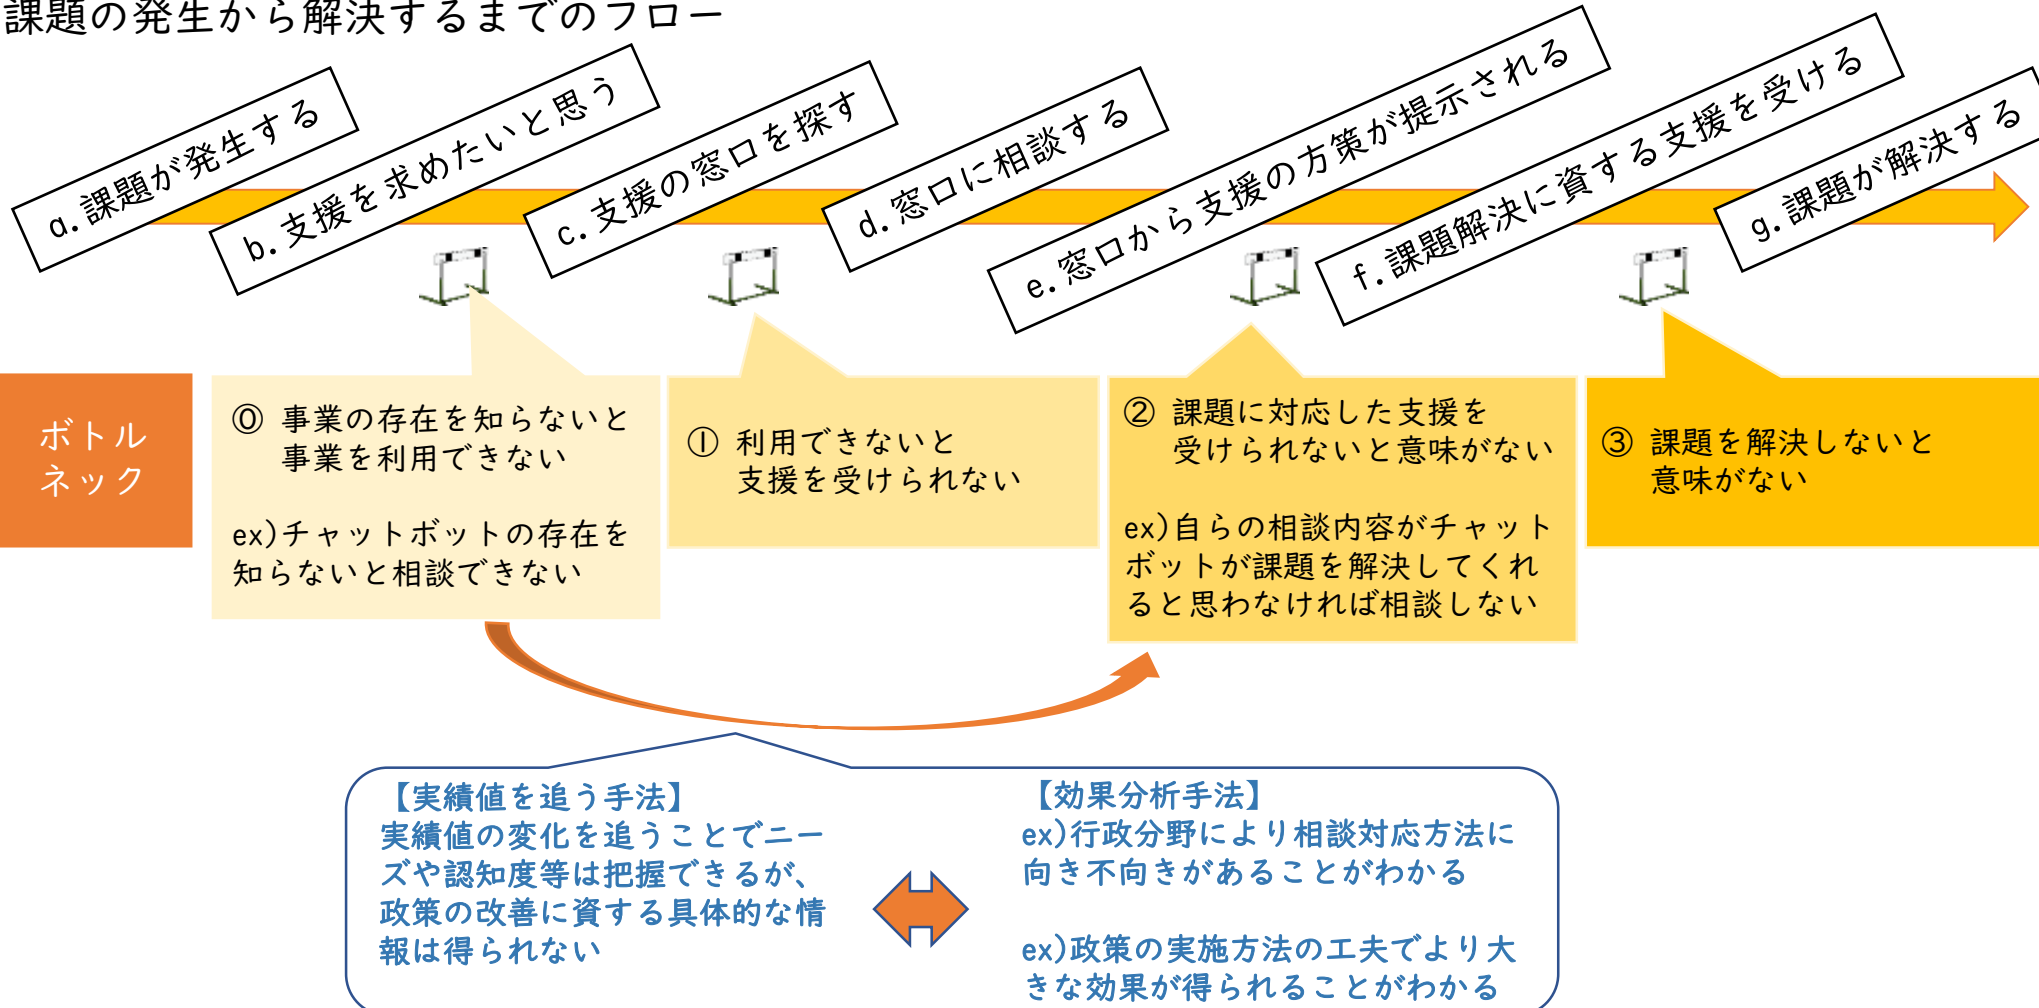 課題の発生から解決するまでのフロー
a.課題が発生する
b.支援を求めたいと思う
c.支援の窓口を探す
d.窓口に相談する
e.窓口から支援の方策が提示される
f.課題解決に資する支援を受ける
g.課題が解決する
ボトル
ネック
⓪ 事業の存在を知らないと
事業を利用できない
ex)チャットボットの存在を
知らないと相談できない
① 利用できないと
支援を受けられない
② 課題に対応した支援を
受けられないと意味がない
ex)自らの相談内容がチャット
ボットが課題を解決してくれ
ると思わなければ相談しない
③ 課題を解決しないと
意味がない
【実績値を追う手法】
実績値の変化を追うことでニー
ズや認知度等は把握できるが、
政策の改善に資する具体的な情
報は得られない
【効果分析手法】
ex)行政分野により相談対応方法に
向き不向きがあることがわかる
ex)政策の実施方法の工夫でより大
きな効果が得られることがわかる